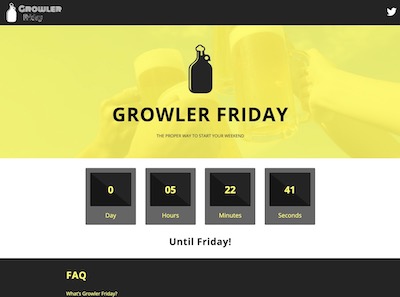 Growler
Friday
GROWLER FRIDAY
THE PROPER WAY TO START YOUR WEEKEND
0
05
22
41
Day
Hours
Minutes
Seconds
Until Friday!
FAQ
What's Growler Friday?